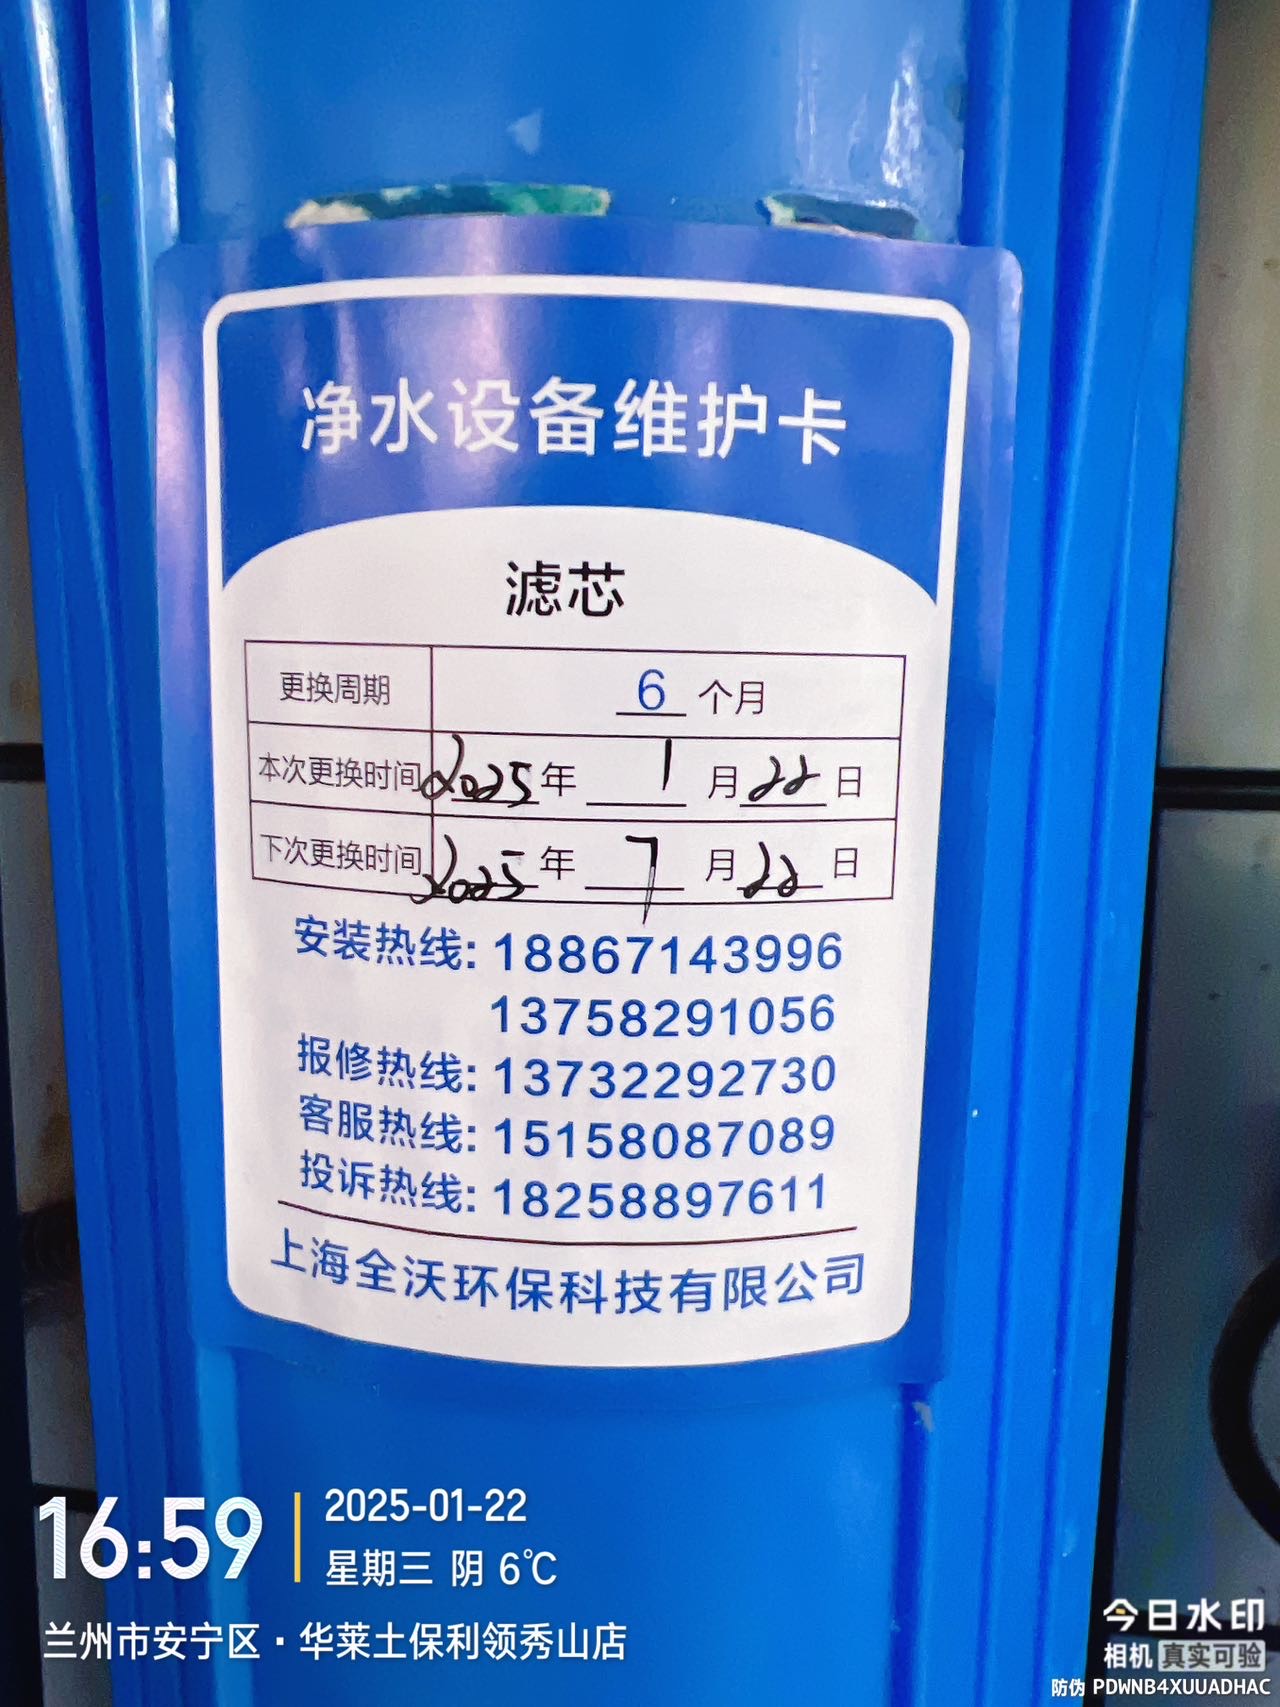 净水设备维护卡
滤芯
更换周期 6 个月
本次更换时间 2025 年 1 月 22 日
下次更换时间 2025 年 7 月 22 日
安装热线: 18867143996
13758291056
报修热线: 13732292730
客服热线: 15158087089
投诉热线: 18258897611
上海全沃环保科技有限公司
16:59
2025-01-22
星期三 阴 6℃
兰州市安宁区·华莱士保利领秀山店
今日水印
相机 真实可验
防伪 PDWNB4XUUADHAC